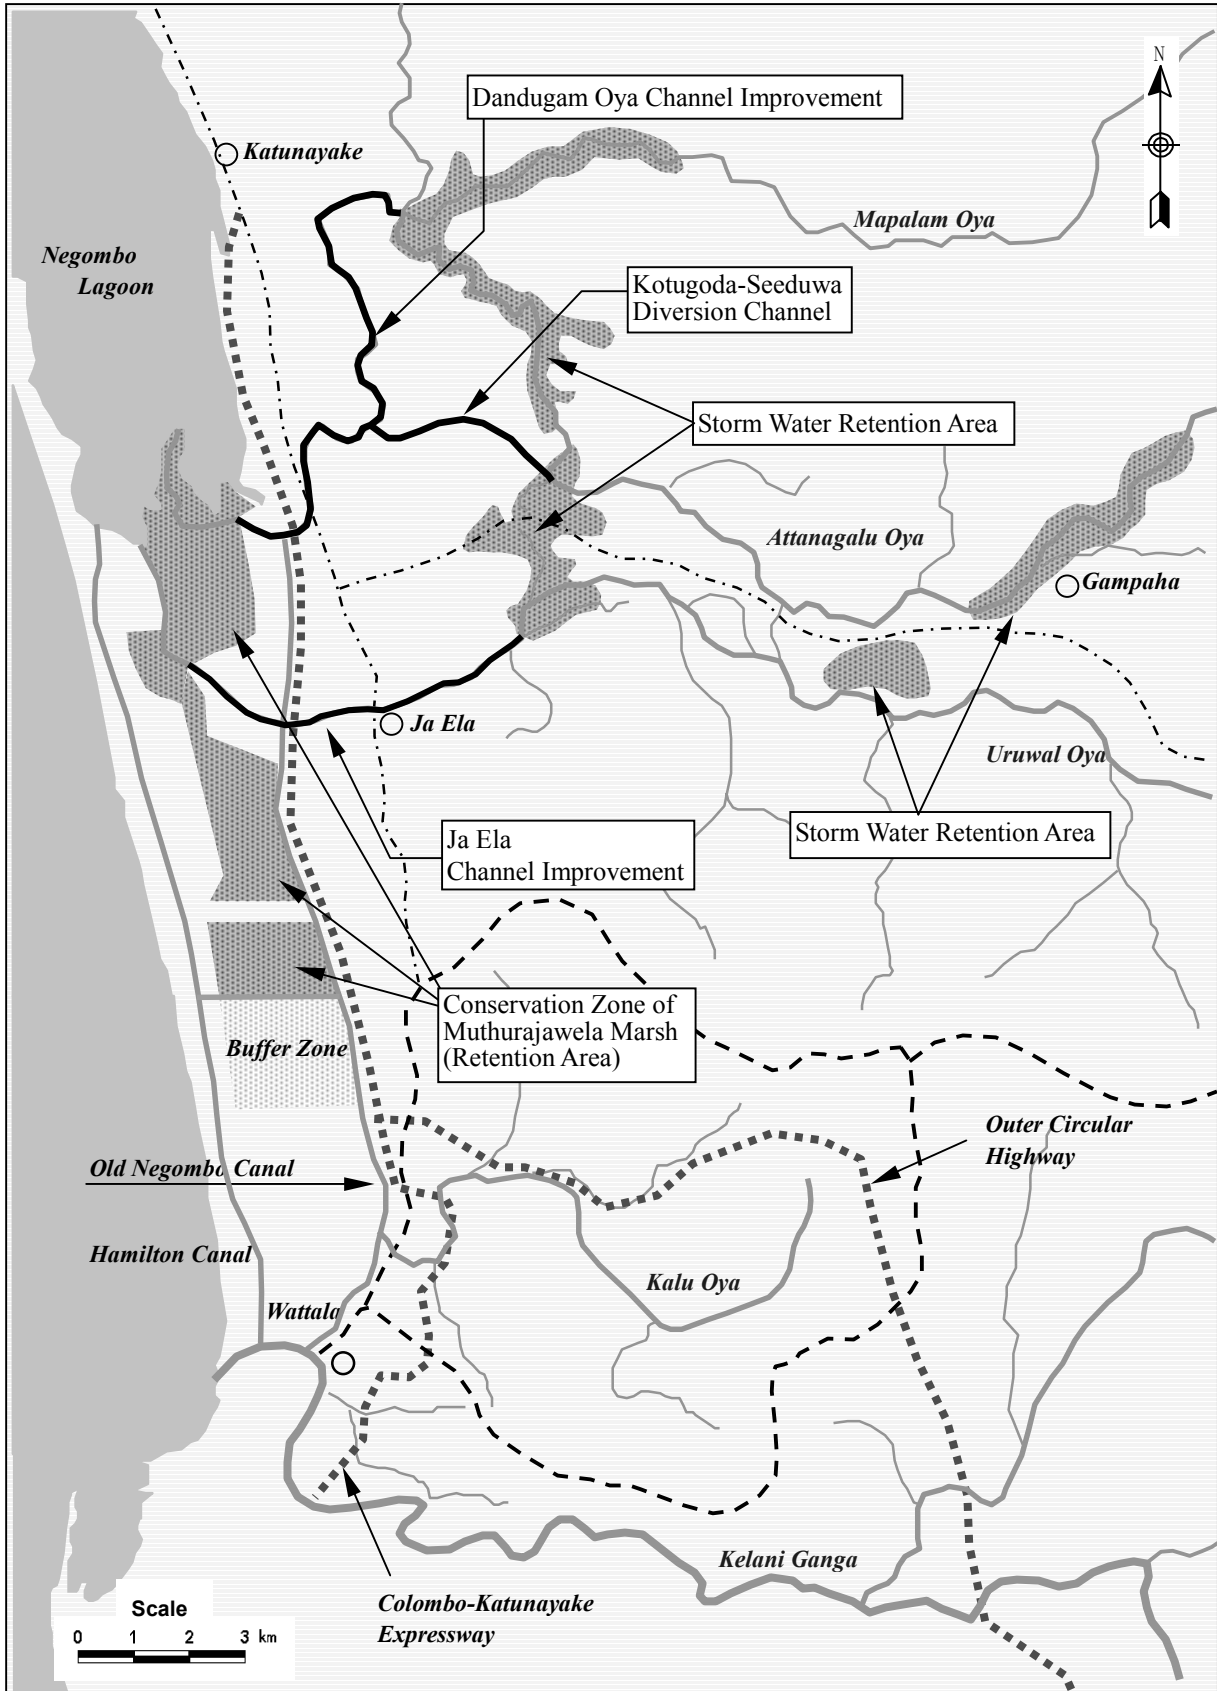 N
Dandugam Oya Channel Improvement
Katunayake
Mapalam Oya
Negombo
Lagoon
Kotugoda-Seeduwa
Diversion Channel
Storm Water Retention Area
Attanagalu Oya
Gampaha
Ja Ela
Uruwal Oya
Ja Ela
Channel Improvement
Storm Water Retention Area
Conservation Zone of
Muthurajawela Marsh
(Retention Area)
Buffer Zone
Outer Circular
Highway
Old Negombo Canal
Hamilton Canal
Kalu Oya
Wattala
Kelani Ganga
Colombo-Katunayake
Expressway
Scale
0 1 2 3 km